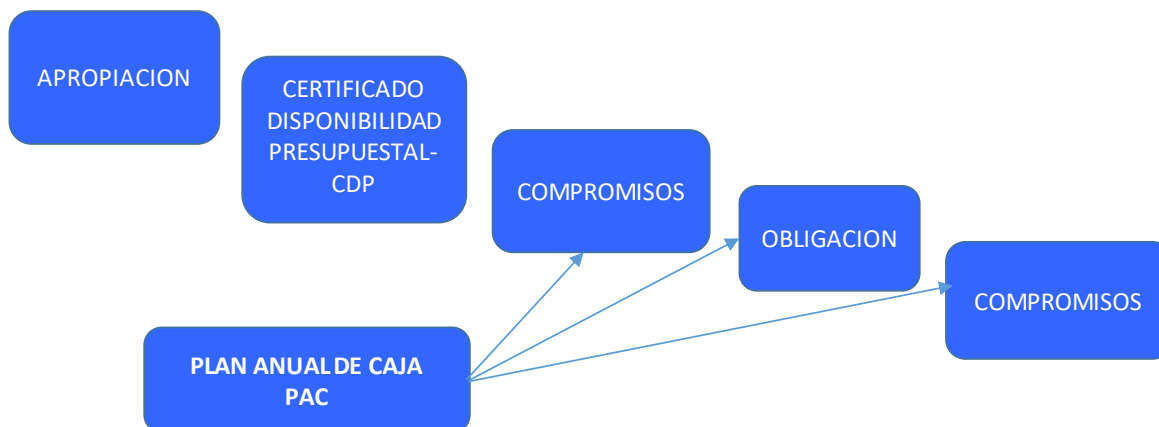 APROPIACION
CERTIFICADO
DISPONIBILIDAD
PRESUPUESTAL-
CDP
COMPROMISOS
OBLIGACION
COMPROMISOS
PLAN ANUAL DE CAJA
PAC